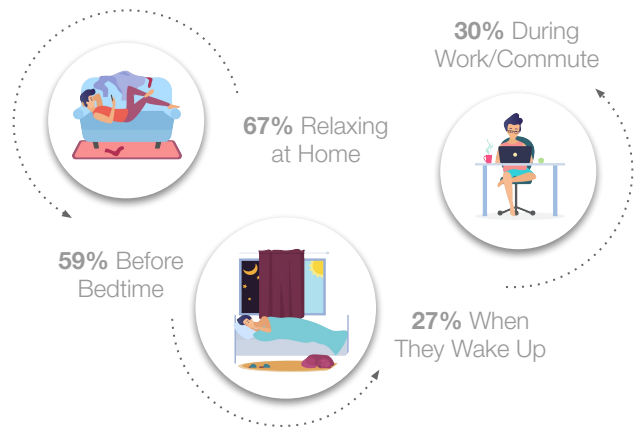 67% Relaxing
at Home
59% Before
Bedtime
27% When
They Wake Up
30% During
Work/Commute